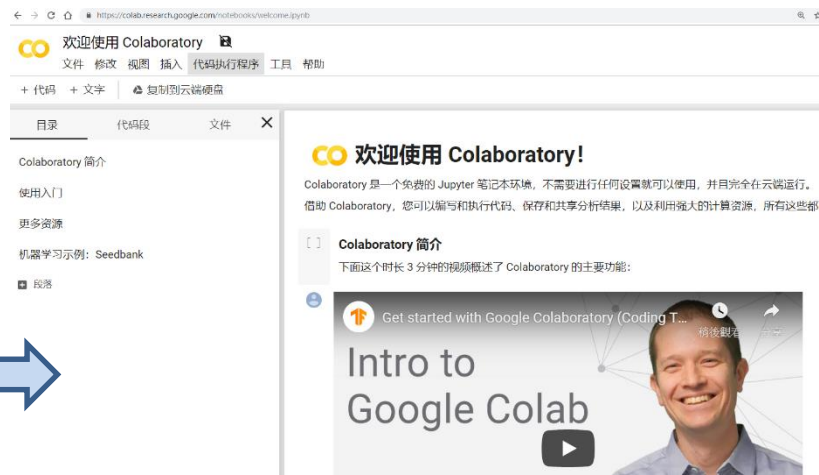 https://colab.research.google.com/notebooks/welcome.ipynb
CO 欢迎使用 Colaboratory
文件 修改 视图 插入 代码执行程序 工具 帮助
+ 代码 + 文字 复制到云端硬盘
目录 代码段 文件 ×
Colaboratory 简介
使用入门
更多资源
机器学习示例：Seedbank
段落
CO 欢迎使用 Colaboratory!
Colaboratory 是一个免费的 Jupyter 笔记本环境，不需要进行任何设置就可以使用，并且完全在云端运行。
借助 Colaboratory，您可以编写和执行代码、保存和共享分析结果，以及利用强大的计算资源，所有这些都
[ ] Colaboratory 简介
下面这个时长 3 分钟的视频概述了 Colaboratory 的主要功能：
Get started with Google Colaboratory (Coding T...
稍後觀看 分享
Intro to
Google Colab